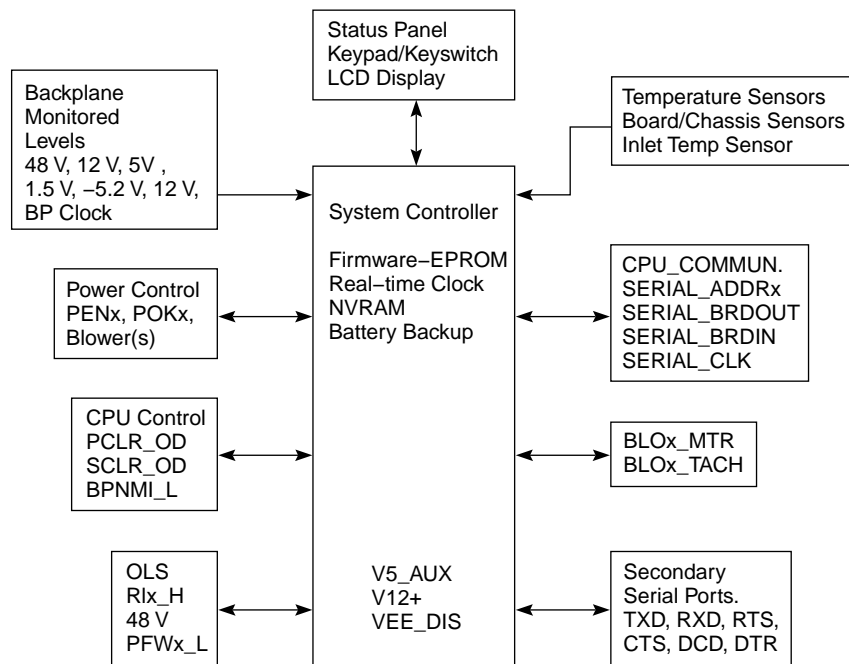 Status Panel
Keypad/Keyswitch
LCD Display
Backplane
Monitored
Levels
48 V, 12 V, 5V ,
1.5 V, −5.2 V, 12 V,
BP Clock
Temperature Sensors
Board/Chassis Sensors
Inlet Temp Sensor
System Controller
Firmware−EPROM
Real−time Clock
NVRAM
Battery Backup
Power Control
PENx, POKx,
Blower(s)
CPU_COMMUN.
SERIAL_ADDRx
SERIAL_BRDOUT
SERIAL_BRDIN
SERIAL_CLK
CPU Control
PCLR_OD
SCLR_OD
BPNMI_L
BLOx_MTR
BLOx_TACH
OLS
RIx_H
48 V
PFWx_L
V5_AUX
V12+
VEE_DIS
Secondary
Serial Ports.
TXD, RXD, RTS,
CTS, DCD, DTR